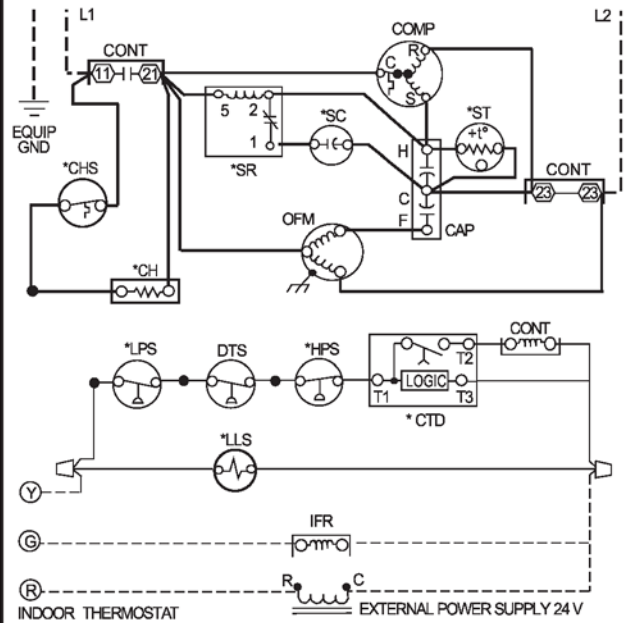 L1
L2
COMP
CONT
R
11
21
C
S
5
2
*SC
*ST
+t°
EQUIP
GND
1
H
*SR
CONT
*CHS
C
23
23
OFM
F
CAP
*CH
*LPS
DTS
*HPS
CONT
T2
LOGIC
T1
T3
* CTD
*LLS
Y
IFR
G
R
C
R
INDOOR THERMOSTAT
EXTERNAL POWER SUPPLY 24 V